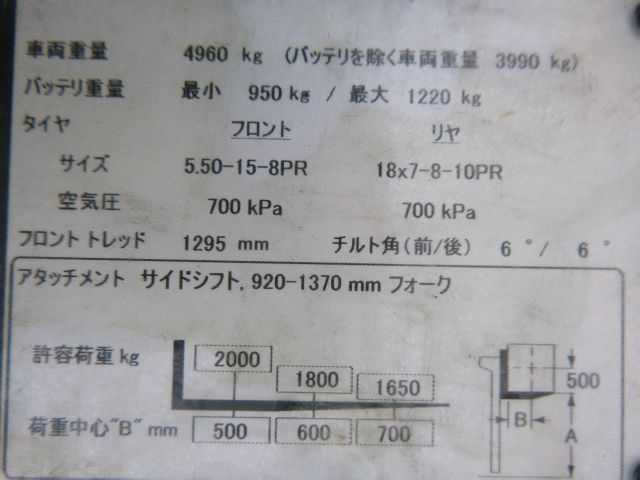 車両重量 4960 kg (バッテリを除く車両重量 3990 kg)
バッテリ重量 最小 950 kg / 最大 1220 kg
タイヤ フロント リヤ
サイズ 5.50-15-8PR 18x7-8-10PR
空気圧 700 kPa 700 kPa
フロント トレッド 1295 mm チルト角(前/後) 6 °/ 6 °
アタッチメント サイドシフト, 920-1370 mm フォーク
許容荷重 kg 2000 1800 1650
500
荷重中心"B" mm 500 600 700
B A